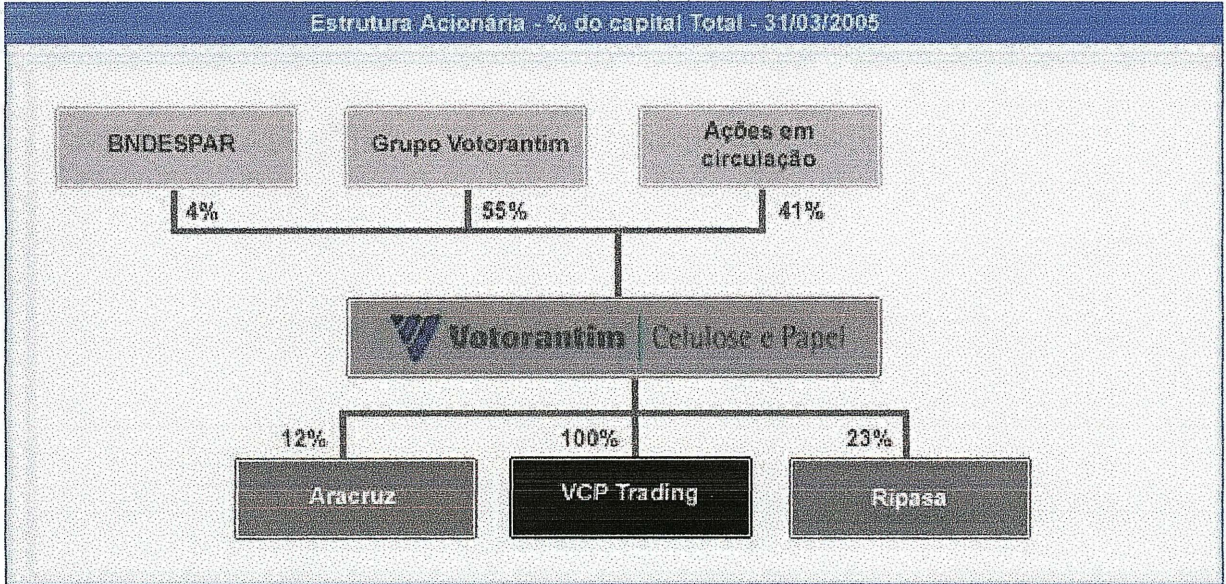 Estrutura Acionária - % do capital Total - 31/03/2005
BNDESPAR
Grupo Votorantim
Ações em
circulação
4%
55%
41%
Votorantim | Celulose e Papel
12%
100%
23%
Aracruz
VCP Trading
Ripasa